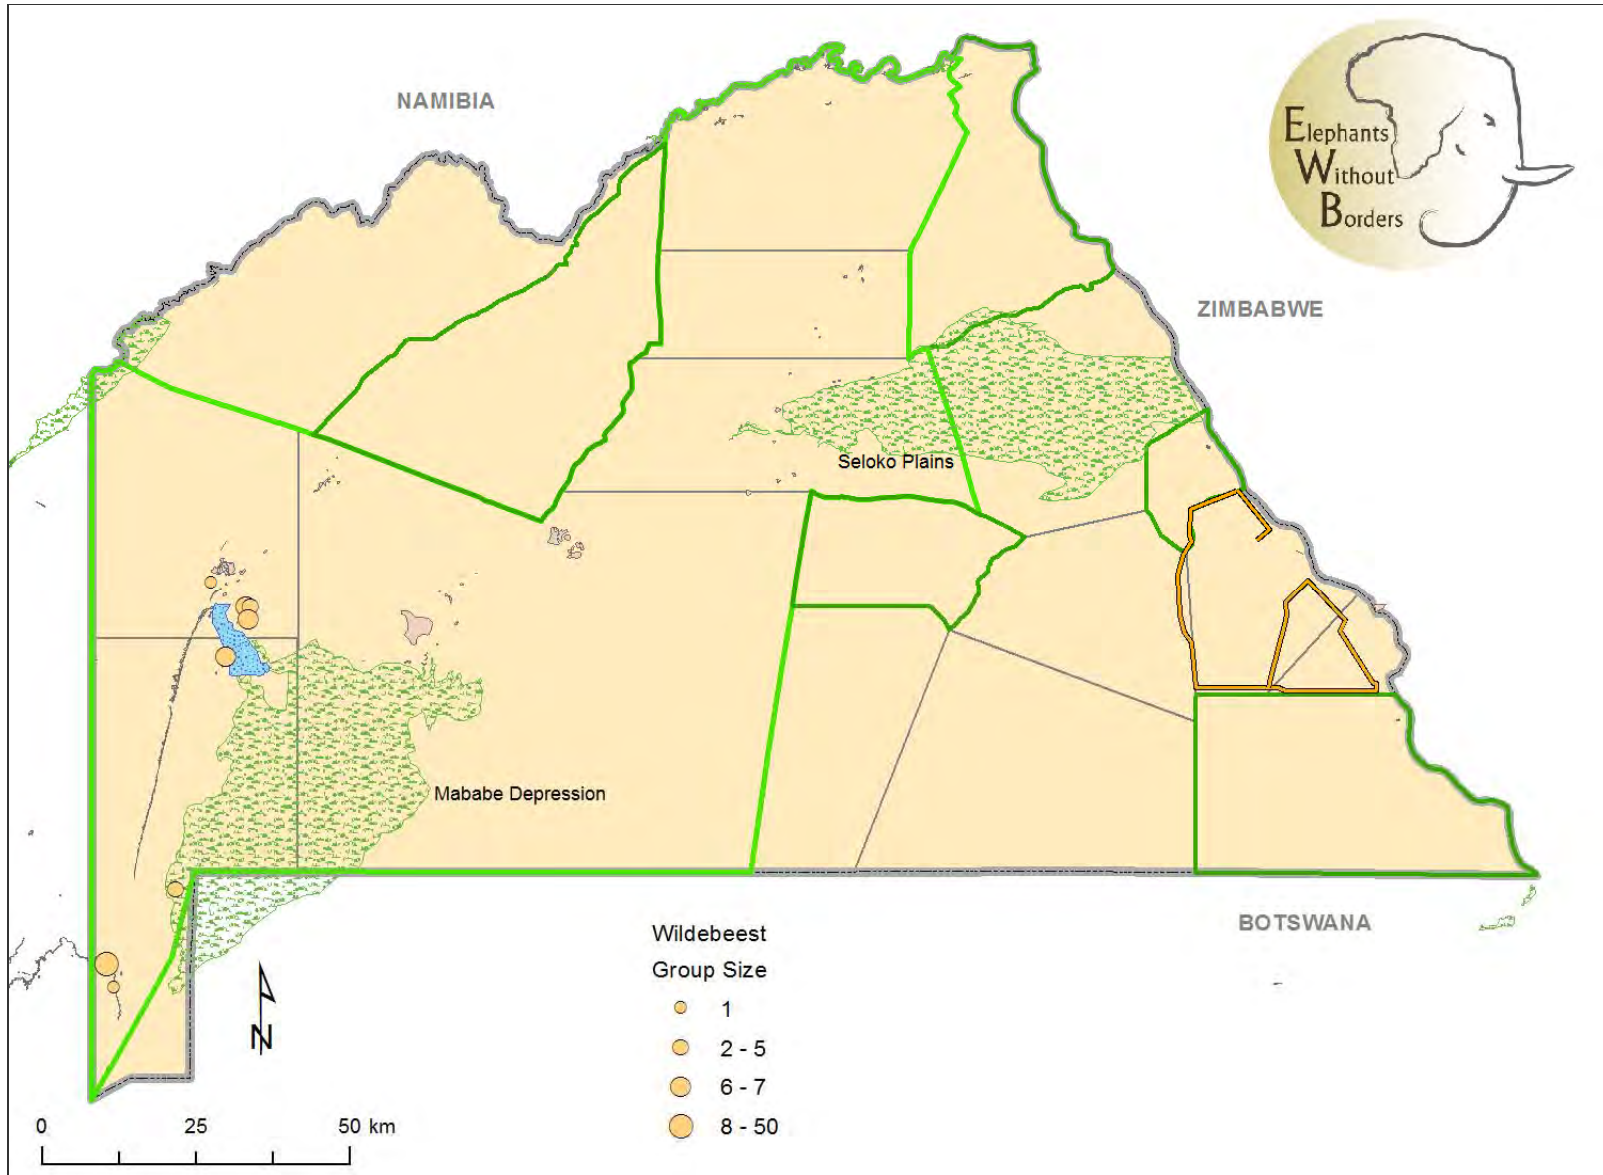 NAMIBIA
Elephants
Without
Borders
ZIMBABWE
Seloko Plains
Mababe Depression
BOTSWANA
Wildebeest
Group Size
1
2 - 5
6 - 7
8 - 50
N
0 25 50 km